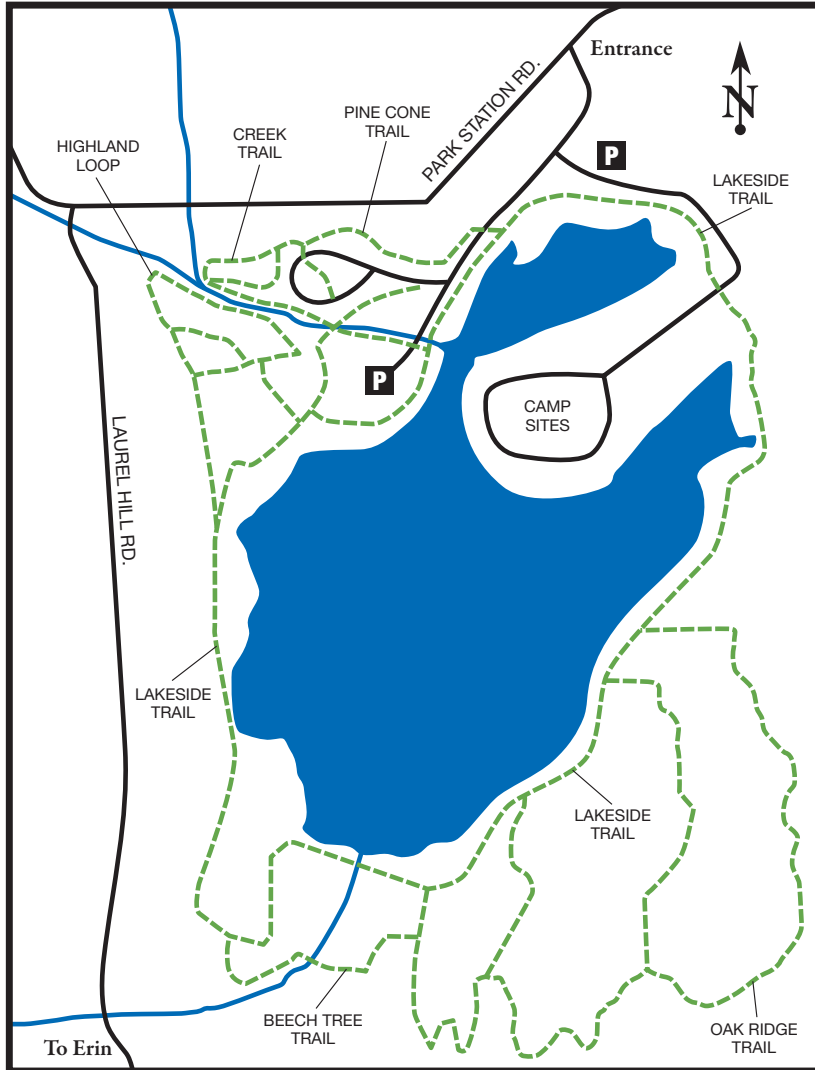 Entrance
N
PARK STATION RD.
PINE CONE
TRAIL
CREEK
TRAIL
HIGHLAND
LOOP
P
LAKESIDE
TRAIL
P
CAMP
SITES
LAUREL HILL RD.
LAKESIDE
TRAIL
LAKESIDE
TRAIL
BEECH TREE
TRAIL
OAK RIDGE
TRAIL
To Erin